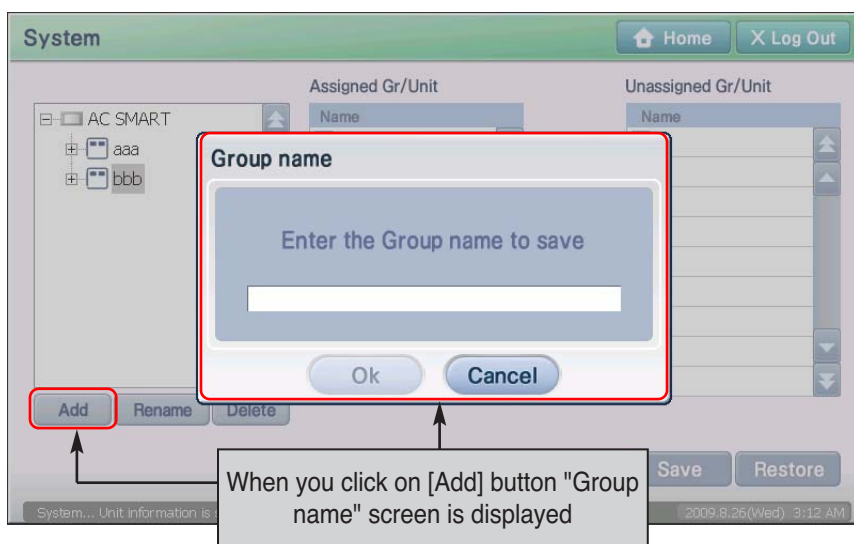 System
Home
X Log Out
Assigned Gr/Unit
Unassigned Gr/Unit
AC SMART
Name
Name
aaa
bbb
Group name
Enter the Group name to save
Ok
Cancel
Add
Rename
Delete
When you click on [Add] button "Group
name" screen is displayed
Save
Restore
System... Unit information is
2009.8.26(Wed) 3:12 AM